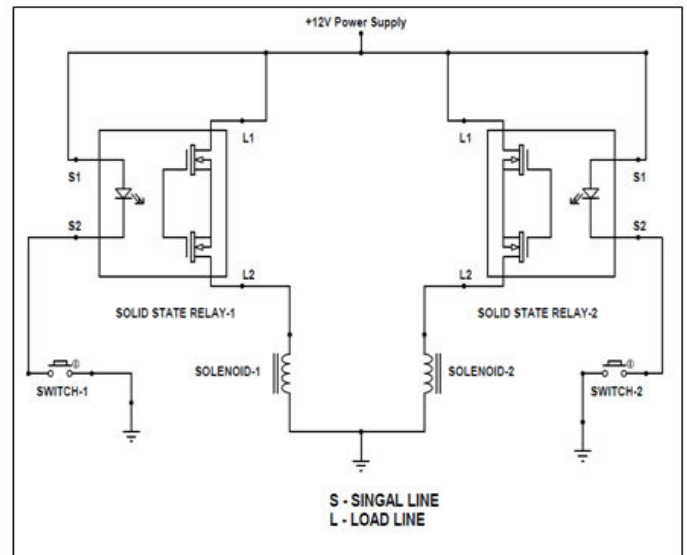 +12V Power Supply
L1
L1
S1
S1
S2
S2
L2
L2
SOLID STATE RELAY-1
SOLID STATE RELAY-2
SOLENOID-1
SOLENOID-2
SWITCH-1
SWITCH-2
S - SINGAL LINE
L - LOAD LINE